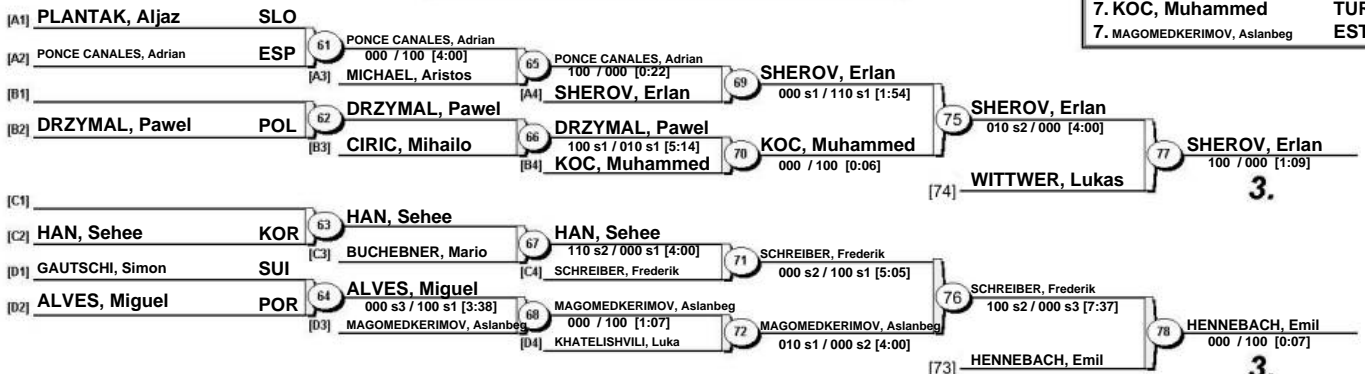 7. KOC, Muhammed TUR
7. MAGOMEDKERIMOV, Aslanbeg EST
[A1] PLANTAK, Aljaz SLO
61 PONCE CANALES, Adrian
000 / 100 [4:00]
[A2] PONCE CANALES, Adrian ESP
[A3] MICHAEL, Aristos
65 PONCE CANALES, Adrian
100 / 000 [0:22]
[A4] SHEROV, Erlan
69 SHEROV, Erlan
000 s1 / 110 s1 [1:54]
[B1]
62 DRZYMAL, Pawel
[B2] DRZYMAL, Pawel POL
[B3] CIRIC, Mihailo
66 DRZYMAL, Pawel
100 s1 / 010 s1 [5:14]
[B4] KOC, Muhammed
70 KOC, Muhammed
000 / 100 [0:06]
75 SHEROV, Erlan
010 s2 / 000 [4:00]
[74] WITTWER, Lukas
77 SHEROV, Erlan
100 / 000 [1:09]
3.
[C1]
63 HAN, Sehee
[C2] HAN, Sehee KOR
[C3] BUCHEBNER, Mario
67 HAN, Sehee
110 s2 / 000 s1 [4:00]
[C4] SCHREIBER, Frederik
71 SCHREIBER, Frederik
000 s2 / 100 s1 [5:05]
[D1] GAUTSCHI, Simon SUI
64 ALVES, Miguel
000 s3 / 100 s1 [3:38]
[D2] ALVES, Miguel POR
[D3] MAGOMEDKERIMOV, Aslanbeg
68 MAGOMEDKERIMOV, Aslanbeg
000 / 100 [1:07]
[D4] KHATELISHVILI, Luka
72 MAGOMEDKERIMOV, Aslanbeg
010 s1 / 000 s2 [4:00]
76 SCHREIBER, Frederik
100 s2 / 000 s3 [7:37]
[73] HENNEBACH, Emil
78 HENNEBACH, Emil
000 / 100 [0:07]
3.